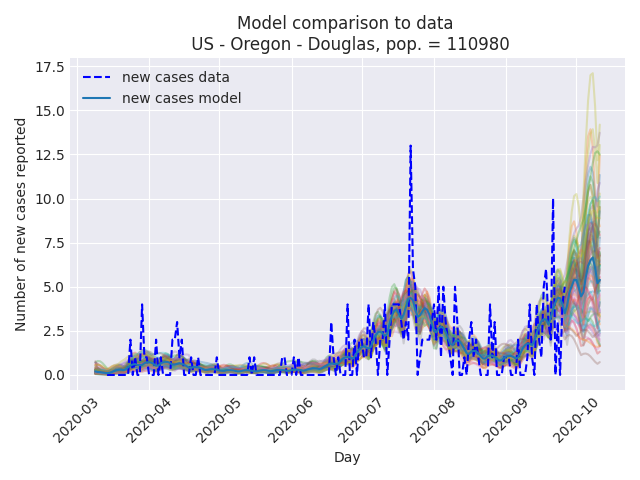 Model comparison to data
US - Oregon - Douglas, pop. = 110980
new cases data
new cases model
Number of new cases reported
17.5
15.0
12.5
10.0
7.5
5.0
2.5
0.0
2020-03
2020-04
2020-05
2020-06
2020-07
2020-08
2020-09
2020-10
Day